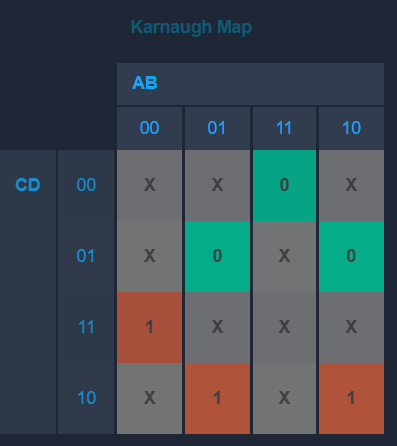 Karnaugh Map
AB
00 01 11 10
CD 00 X X 0 X
01 X 0 X 0
11 1 X X X
10 X 1 X 1